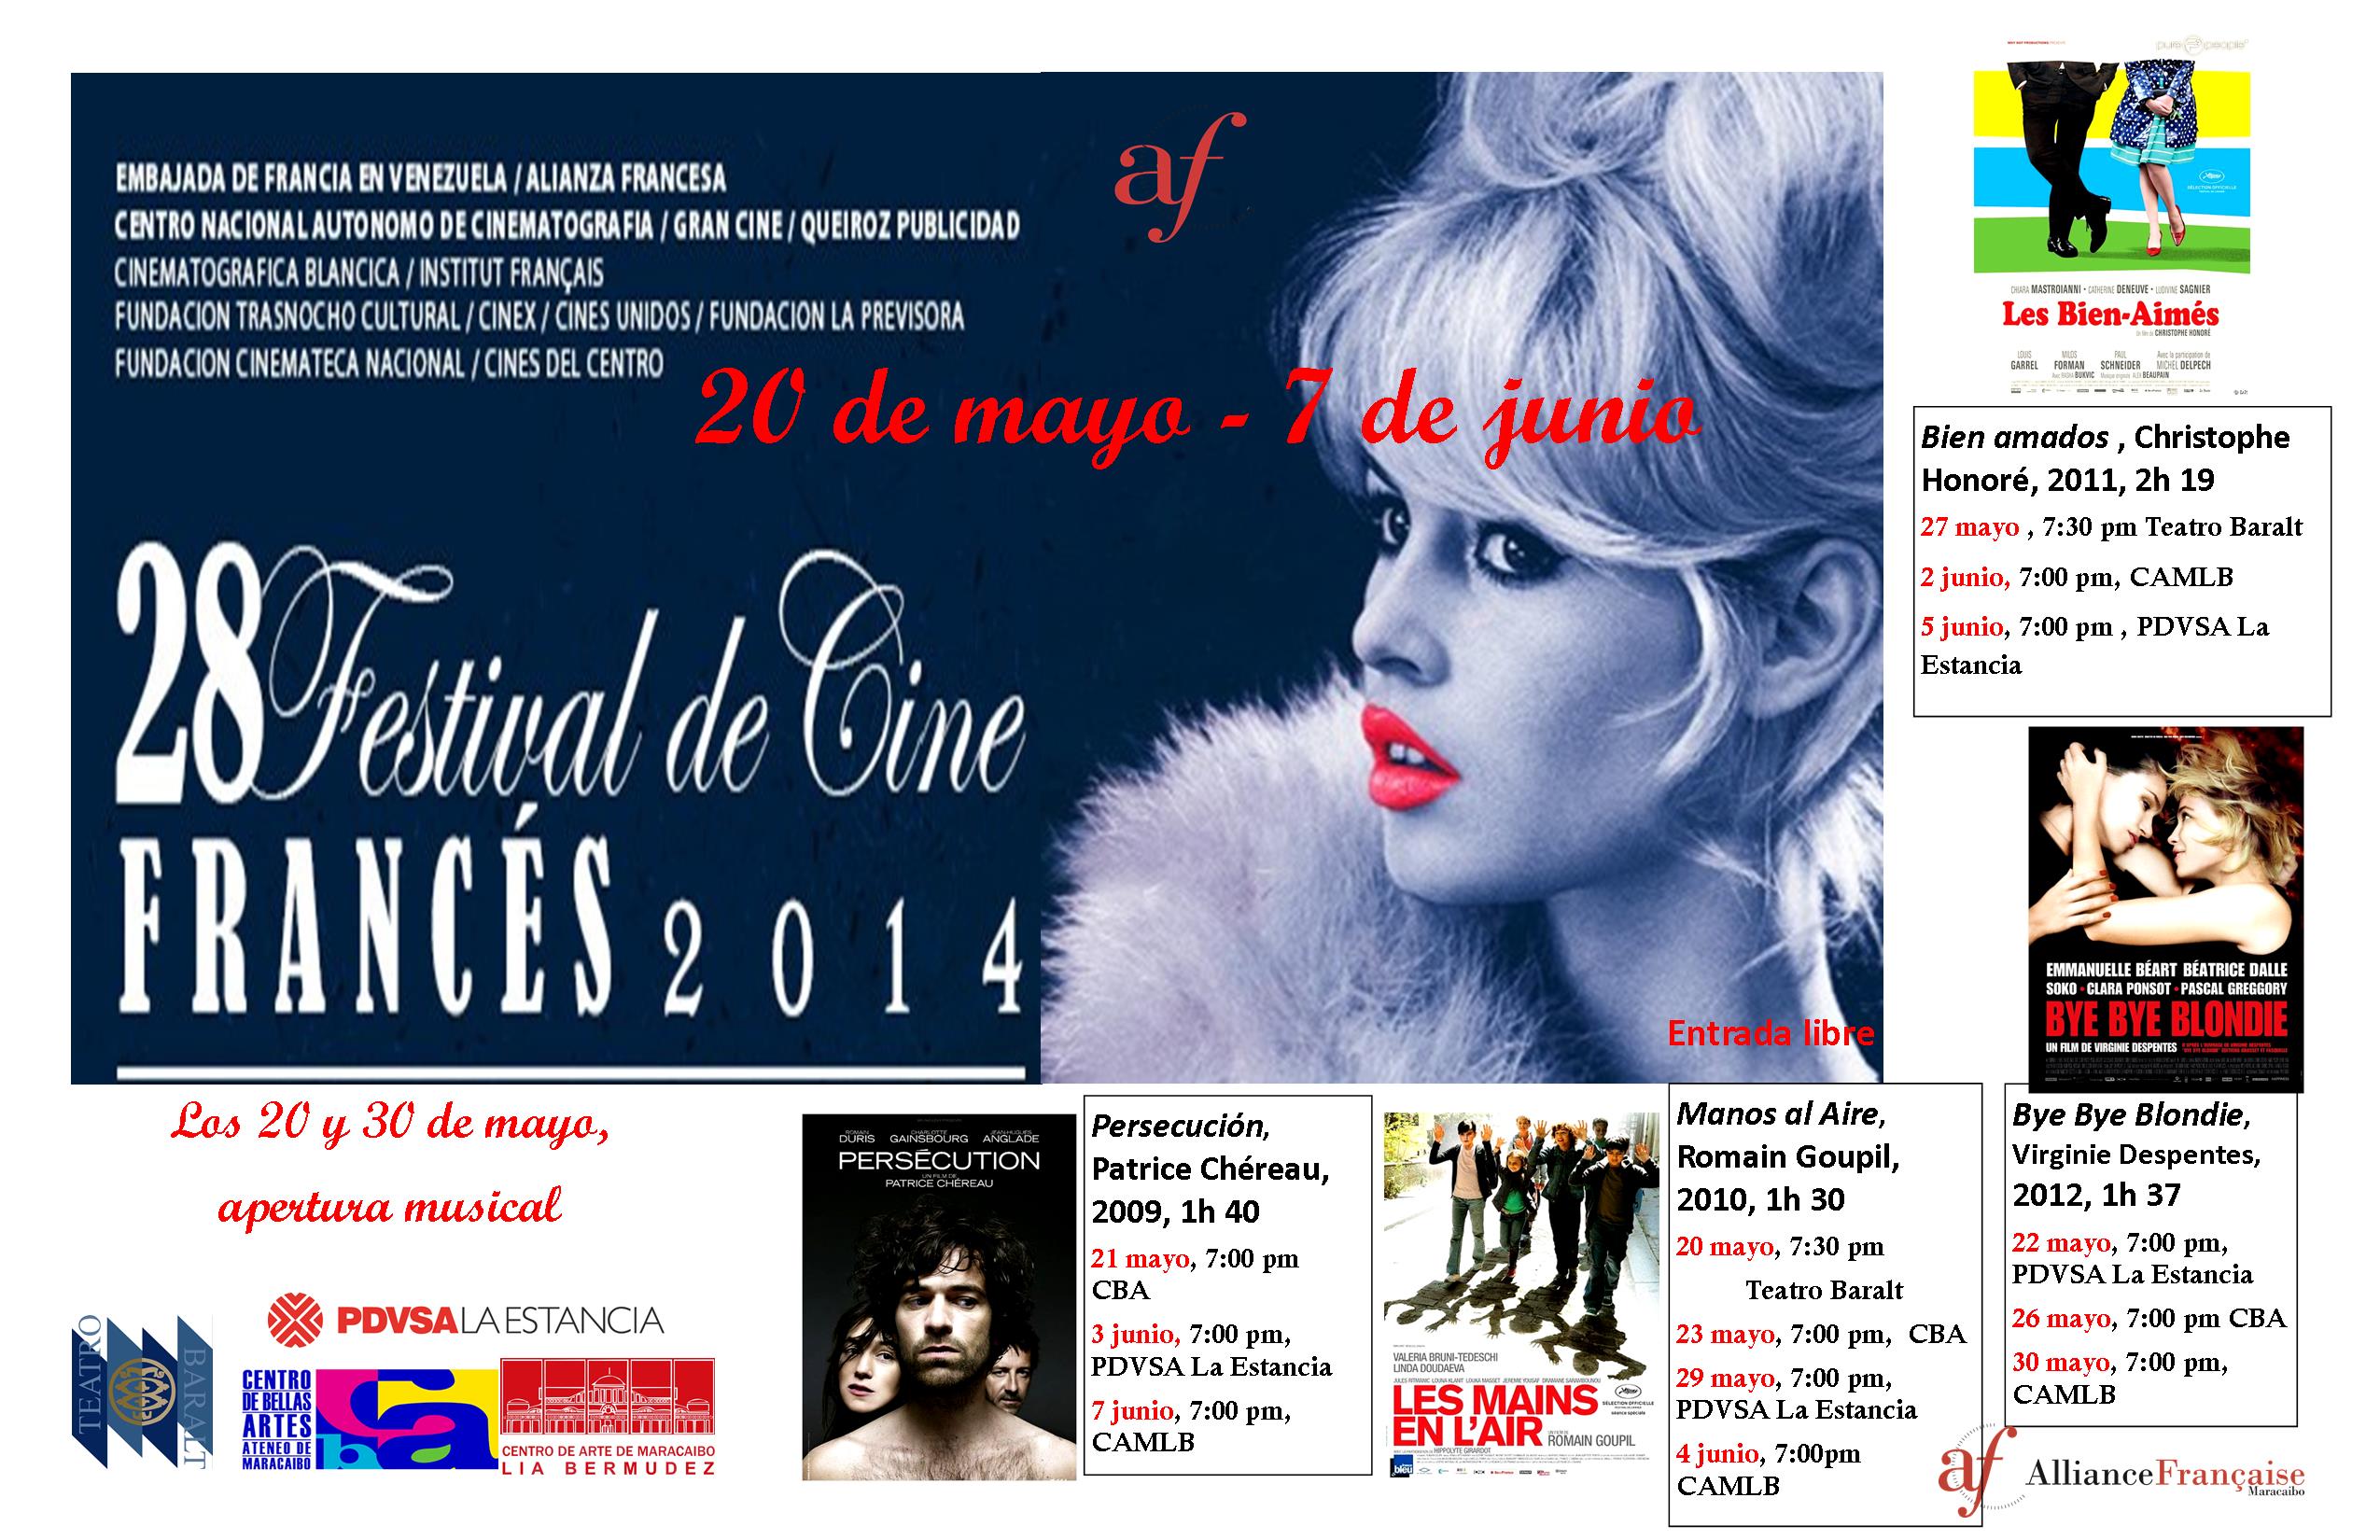 EMBAJADA DE FRANCIA EN VENEZUELA / ALIANZA FRANCESA
CENTRO NACIONAL AUTONOMO DE CINEMATOGRAFIA / GRAN CINE / QUEIROZ PUBLICIDAD
CINEMATOGRAFICA BLANCICA / INSTITUT FRANÇAIS
FUNDACION TRASNOCHO CULTURAL / CINEX / CINES UNIDOS / FUNDACION LA PREVISORA
FUNDACION CINEMATECA NACIONAL / CINES DEL CENTRO
af
20 de mayo - 7 de junio
28 Festival de Cine
FRANCÉS 2014
Entrada libre
pure people
CHIARA MASTROIANNI • CATHERINE DENEUVE • LUDIVINE SAGNIER
Les Bien-Aimés
un film de CHRISTOPHE HONORÉ
LOUIS GARREL
MILOS FORMAN
PAUL SCHNEIDER
Avec la participation de MICHEL DELPECH
Avec RASHA BUKVIC Musique originale ALEX BEAUPAIN
Bien amados , Christophe
Honoré, 2011, 2h 19
27 mayo , 7:30 pm Teatro Baralt
2 junio, 7:00 pm, CAMLB
5 junio, 7:00 pm , PDVSA La
Estancia
EMMANUELLE BÉART BÉATRICE DALLE
SOKO • CLARA PONSOT • PASCAL GREGGORY
BYE BYE BLONDIE
UN FILM DE VIRGINIE DESPENTES
Bye Bye Blondie,
Virginie Despentes,
2012, 1h 37
22 mayo, 7:00 pm,
PDVSA La Estancia
26 mayo, 7:00 pm CBA
30 mayo, 7:00 pm,
CAMLB
Los 20 y 30 de mayo,
apertura musical
TEATRO
BARALT
PDVSA LA ESTANCIA
CENTRO
DE BELLAS
ARTES
ATENEO DE
MARACAIBO
cba
CENTRO DE ARTE DE MARACAIBO
LIA BERMUDEZ
ROMAIN DURIS
CHARLOTTE GAINSBOURG
JEAN-HUGUES ANGLADE
PERSÉCUTION
UN FILM DE
PATRICE CHÉREAU
Persecución,
Patrice Chéreau,
2009, 1h 40
21 mayo, 7:00 pm
CBA
3 junio, 7:00 pm,
PDVSA La Estancia
7 junio, 7:00 pm,
CAMLB
VALERIA BRUNI-TEDESCHI
LINDA DOUDAEVA
LES MAINS
EN L'AIR
SÉLECTION OFFICIELLE
UN FILM DE
ROMAIN GOUPIL
bleu
Manos al Aire,
Romain Goupil,
2010, 1h 30
20 mayo, 7:30 pm
Teatro Baralt
23 mayo, 7:00 pm, CBA
29 mayo, 7:00 pm,
PDVSA La Estancia
4 junio, 7:00pm
CAMLB
af
AllianceFrançaise
Maracaibo